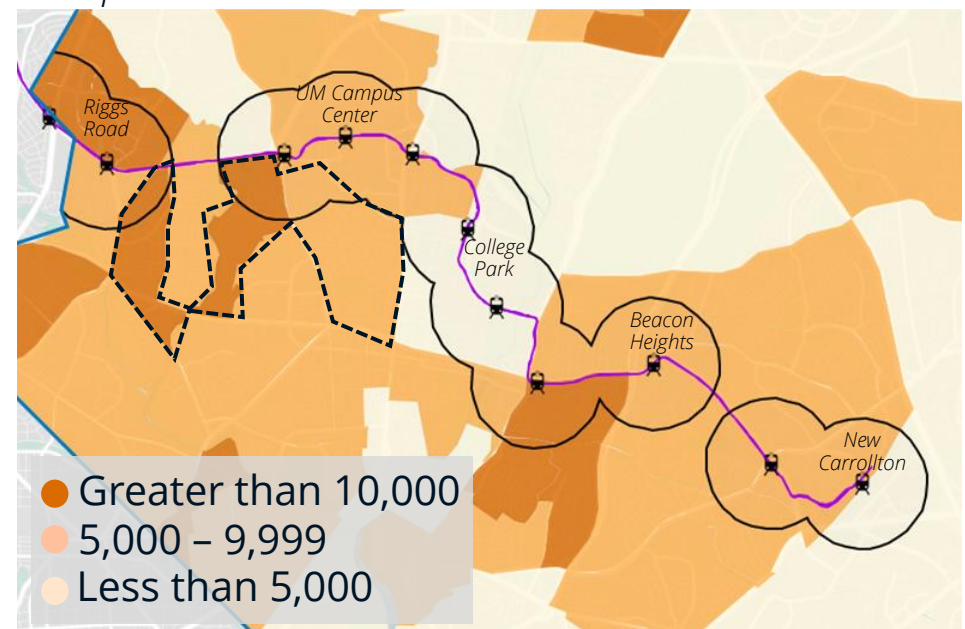 Riggs
Road
UM Campus
Center
College
Park
Beacon
Heights
New
Carrollton
Greater than 10,000
5,000 – 9,999
Less than 5,000